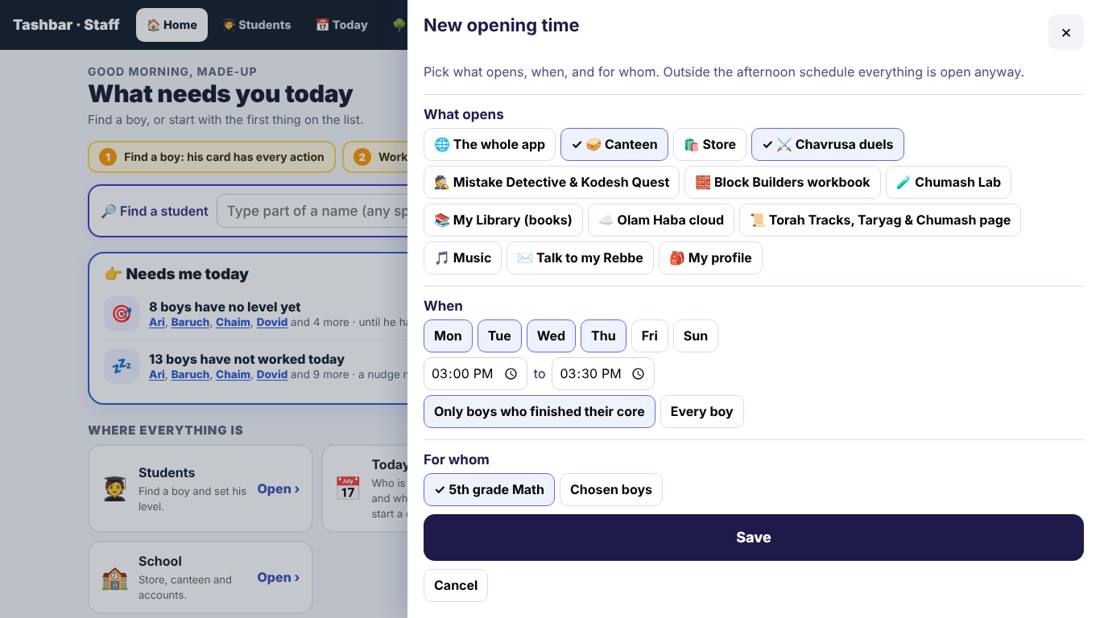 Tashbar · Staff
Home
Students
Today
GOOD MORNING, MADE-UP
What needs you today
Find a boy, or start with the first thing on the list.
1 Find a boy: his card has every action
2 Work
Find a student
Type part of a name (any sp
Needs me today
8 boys have no level yet
Ari, Baruch, Chaim, Dovid and 4 more · until he ha
13 boys have not worked today
Ari, Baruch, Chaim, Dovid and 9 more · a nudge
WHERE EVERYTHING IS
Students
Find a boy and set his
level.
Open ›
Today
Who is
and wh
start a
School
Store, canteen and
accounts.
Open ›
New opening time
×
Pick what opens, when, and for whom. Outside the afternoon schedule everything is open anyway.
What opens
The whole app
✓ Canteen
Store
✓ Chavrusa duels
Mistake Detective & Kodesh Quest
Block Builders workbook
Chumash Lab
My Library (books)
Olam Haba cloud
Torah Tracks, Taryag & Chumash page
Music
Talk to my Rebbe
My profile
When
Mon
Tue
Wed
Thu
Fri
Sun
03:00 PM to 03:30 PM
Only boys who finished their core
Every boy
For whom
✓ 5th grade Math
Chosen boys
Save
Cancel